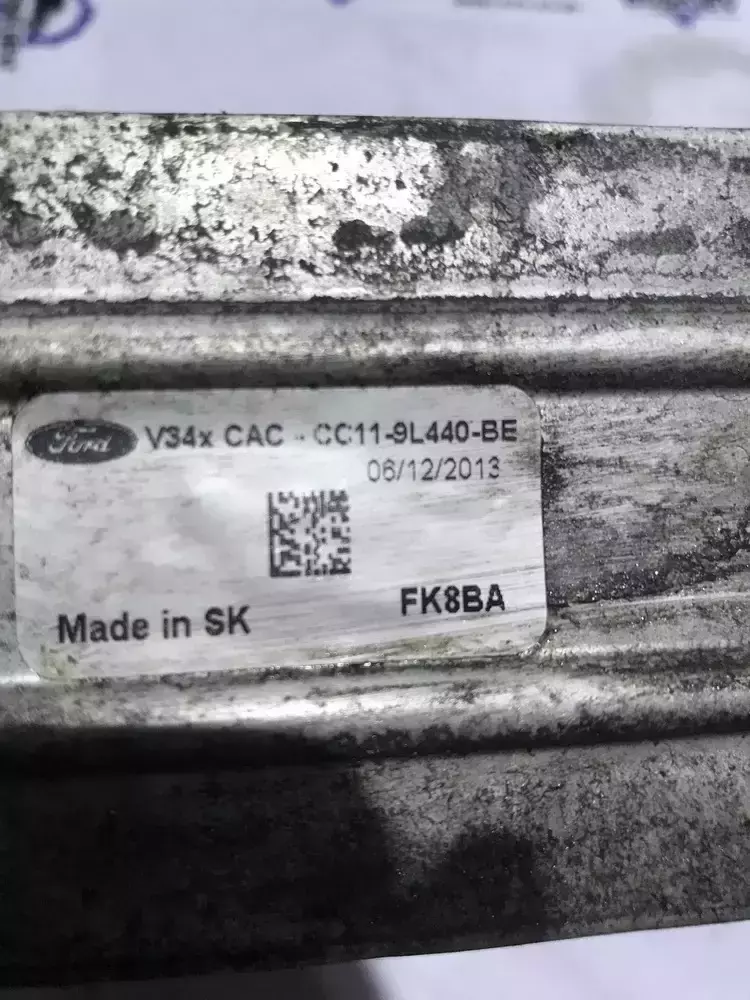 Ford V34x CAC - CC11-9L440-BE
06/12/2013
FK8BA
Made in SK